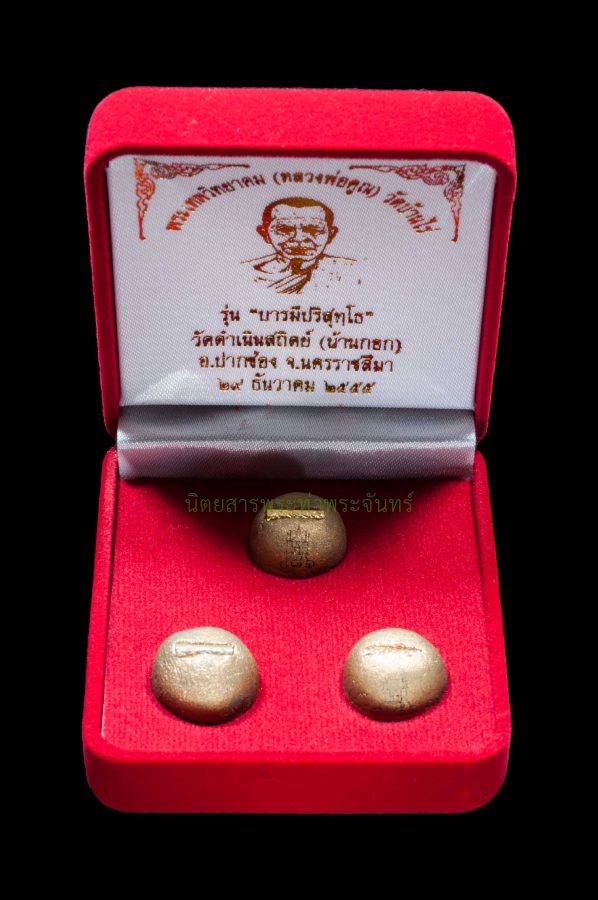 พระเทพวิทยาคม (หลวงพ่อคูณ) วัดบ้านไร่
รุ่น "บารมีปริสุทฺโธ"
วัดดำเนินสถิตย์ (บ้านกอก)
อ.ปากช่อง จ.นครราชสีมา
๒๙ ธันวาคม ๒๕๕๕
นิตยสารพระท่าพระจันทร์